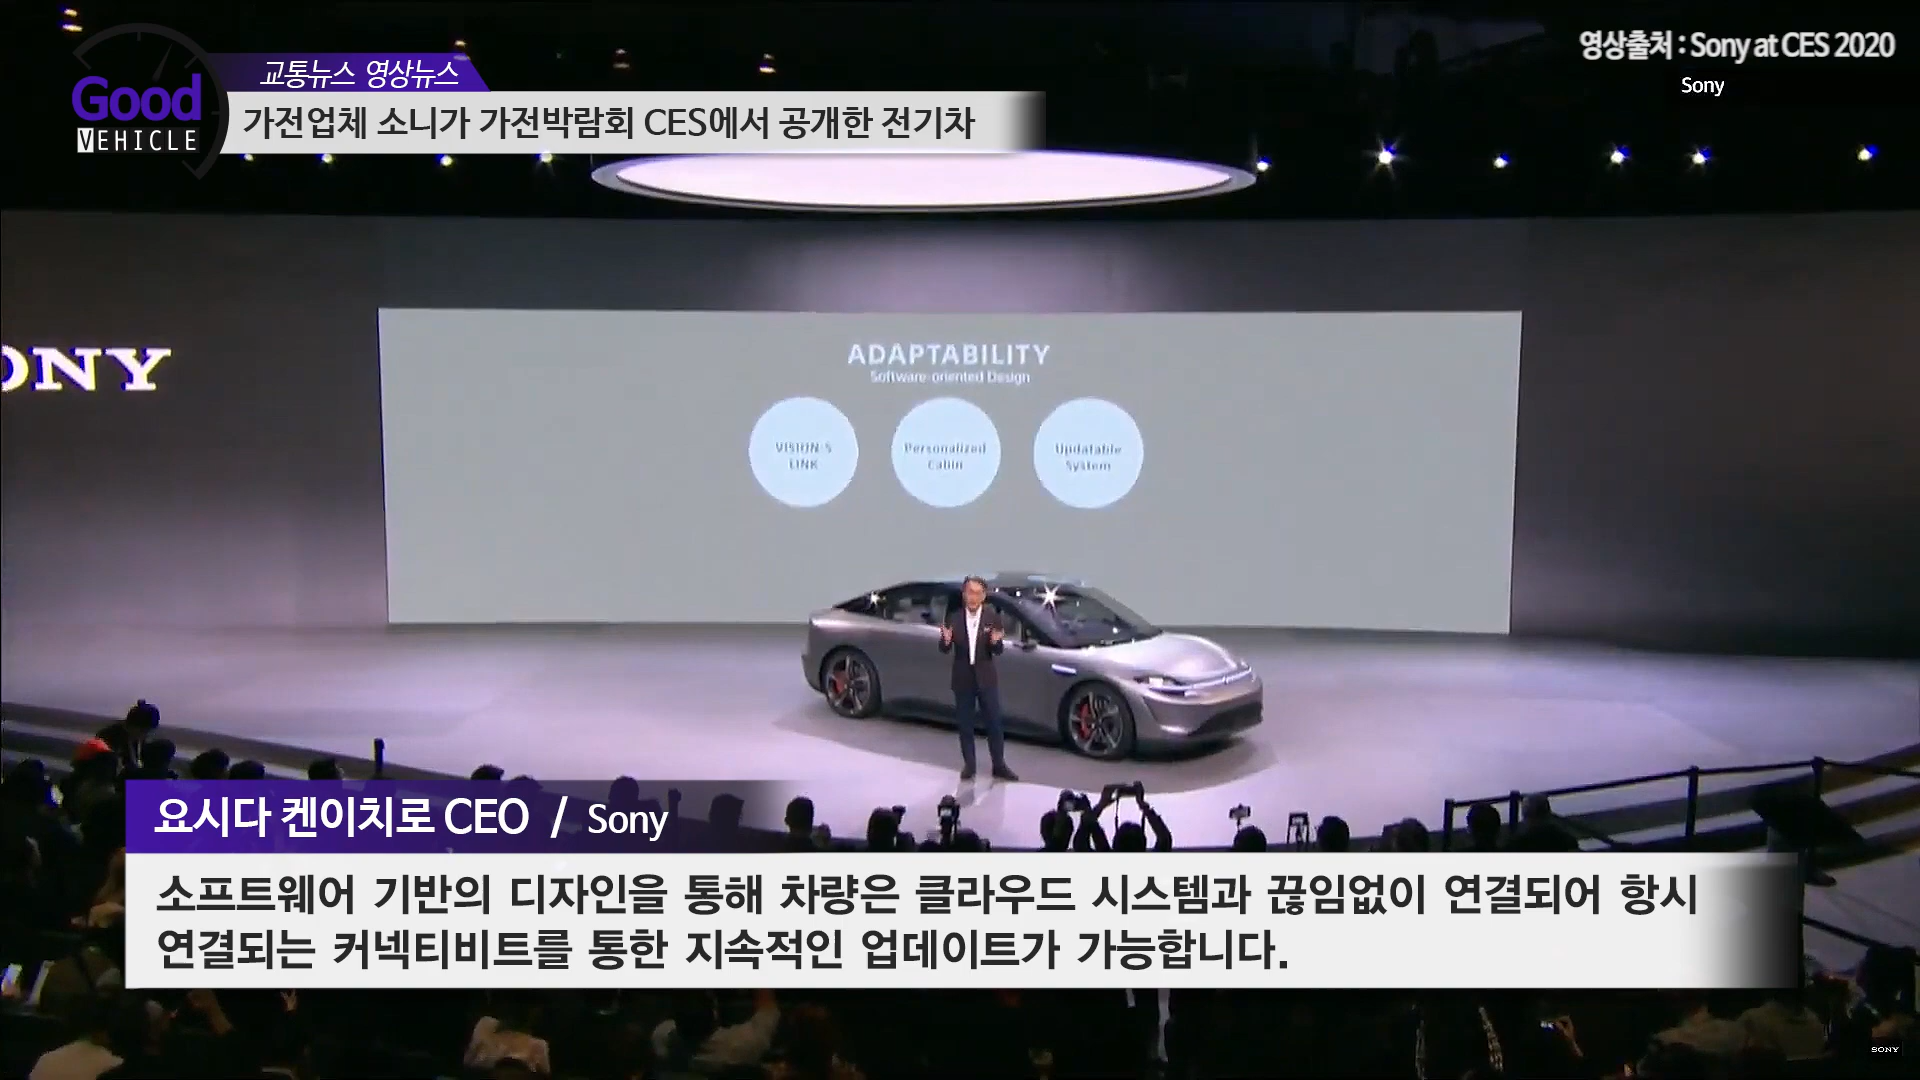 영상출처 : Sony at CES 2020
Sony
Good
VEHICLE
교통뉴스 영상뉴스
가전업체 소니가 가전박람회 CES에서 공개한 전기차
ONY
ADAPTABILITY
Software-oriented Design
VISION-S
LINK
Personalized
Cabin
Updatable
System
요시다 켄이치로 CEO / Sony
소프트웨어 기반의 디자인을 통해 차량은 클라우드 시스템과 끊임없이 연결되어 항시
연결되는 커넥티비트를 통한 지속적인 업데이트가 가능합니다.
SONY